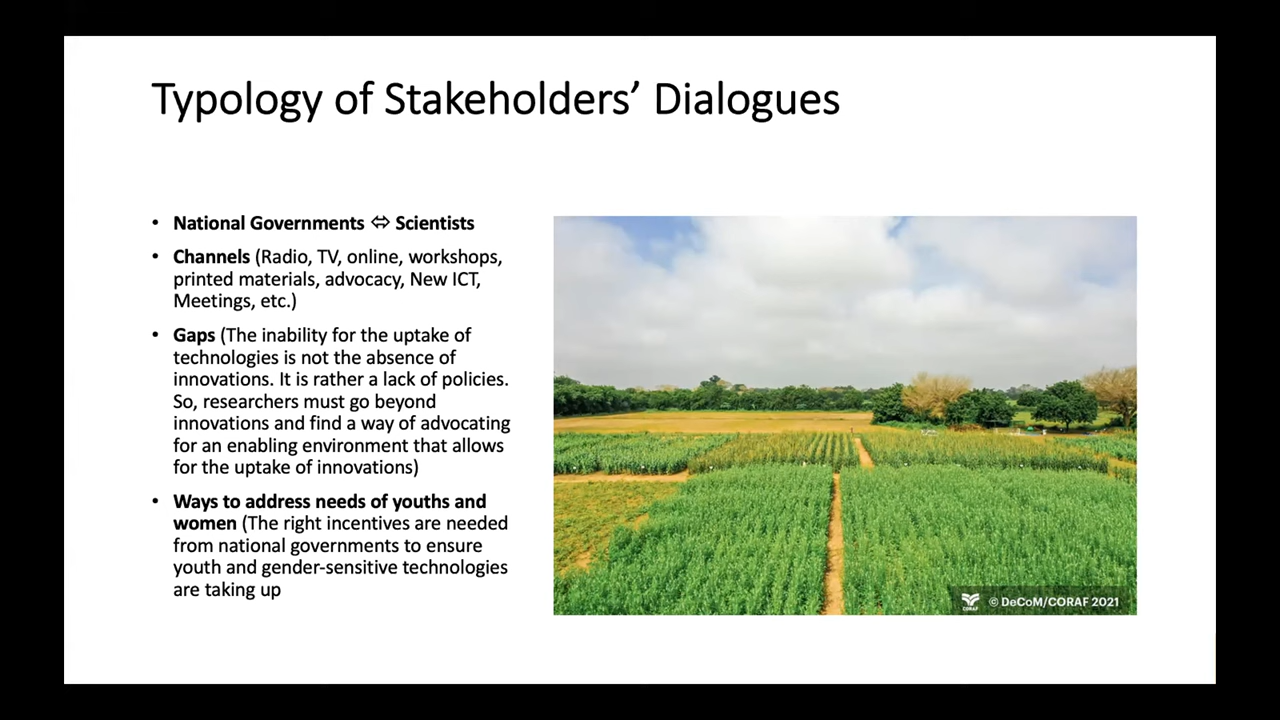 Typology of Stakeholders’ Dialogues
• National Governments ⇔ Scientists
• Channels (Radio, TV, online, workshops,
printed materials, advocacy, New ICT,
Meetings, etc.)
• Gaps (The inability for the uptake of
technologies is not the absence of
innovations. It is rather a lack of policies.
So, researchers must go beyond
innovations and find a way of advocating
for an enabling environment that allows
for the uptake of innovations)
• Ways to address needs of youths and
women (The right incentives are needed
from national governments to ensure
youth and gender-sensitive technologies
are taking up
CORAF
© DeCoM/CORAF 2021